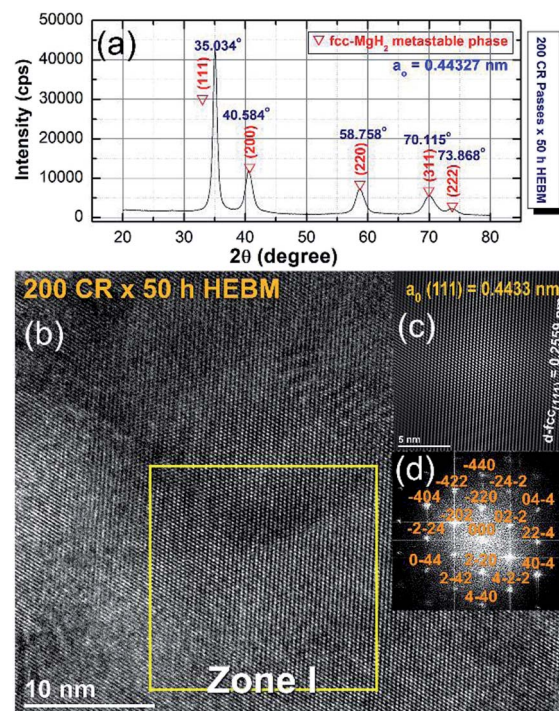 (a)
50000
40000
30000
20000
10000
0
Intensity (cps)
10 20 30 40 50 60 70 80
2θ (degree)
▽ fcc-MgH2 metastable phase
a₀ = 0.44327 nm
35.034°
(111)
40.584°
(200)
58.758°
(220)
70.115°
(311)
73.868°
(222)
200 CR Passes x 50 h HEBM
200 CR x 50 h HEBM
(b)
Zone I
10 nm
a₀ (111) = 0.4433 nm
(c)
5 nm
d-fcc(111) = 0.2559 nm
(d)
-440
-422 -24-2
-404 -220 04-4
-202 02-2
-2-24 000 22-4
0-44 2-20 40-4
2-42 4-2-2
4-40